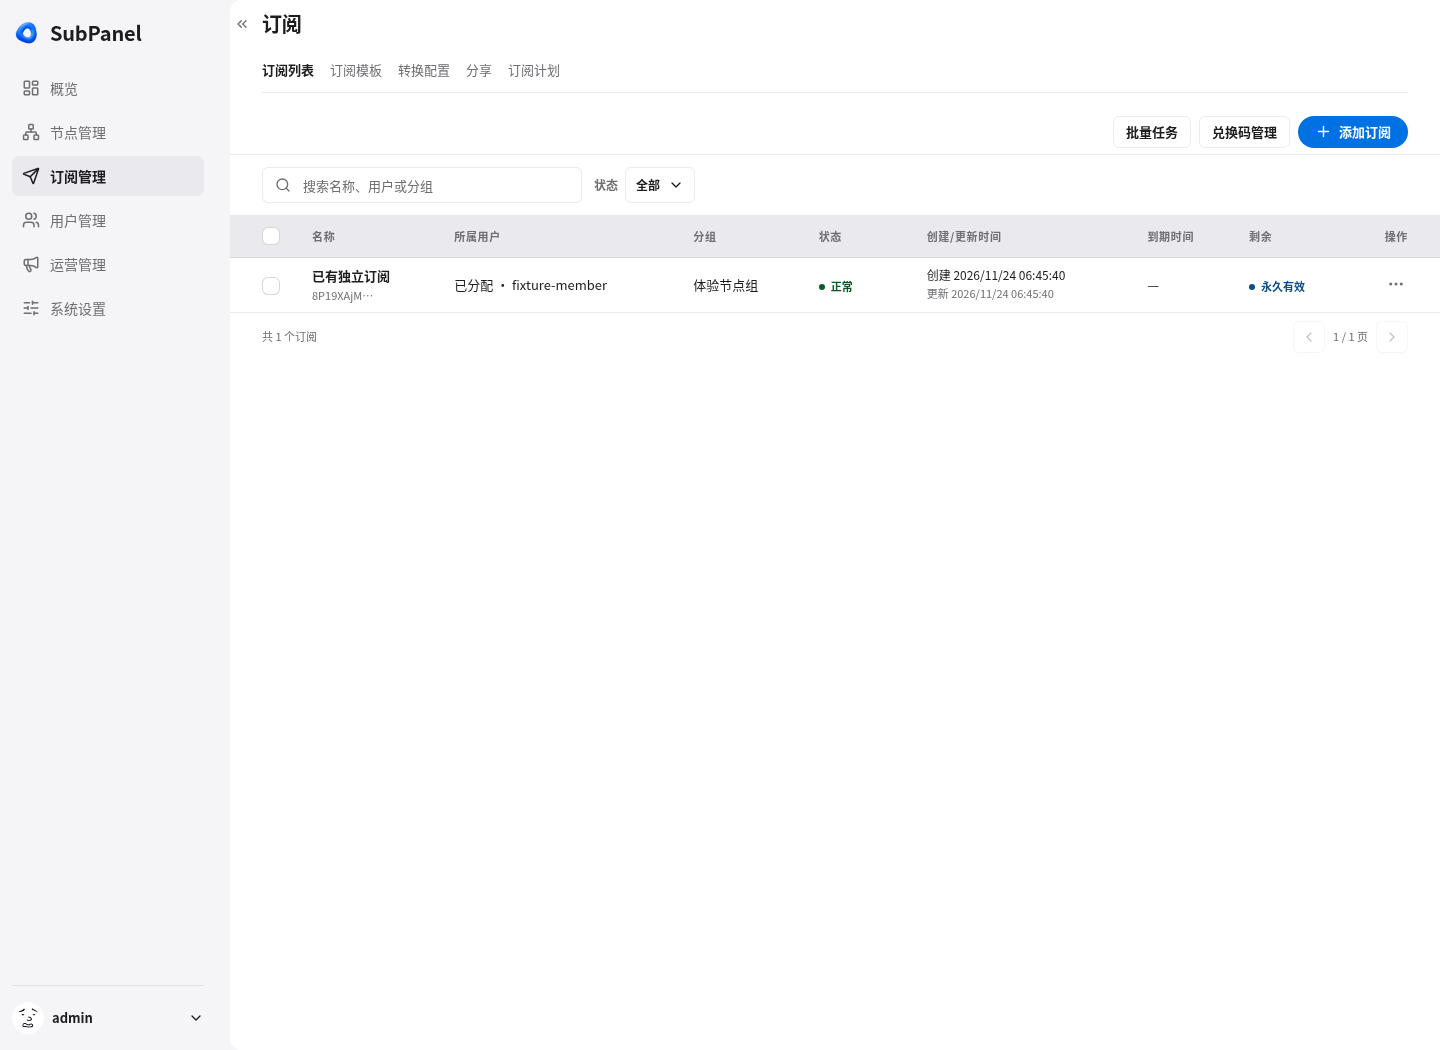 SubPanel
概览
节点管理
订阅管理
用户管理
运营管理
系统设置
admin
订阅
订阅列表 订阅模板 转换配置 分享 订阅计划
批量任务 兑换码管理 添加订阅
搜索名称、用户或分组 状态 全部
名称 所属用户 分组 状态 创建/更新时间 到期时间 剩余 操作
已有独立订阅 已分配 · fixture-member 体验节点组 正常 创建 2026/11/24 06:45:40 — 永久有效
8P19XAjM··· 更新 2026/11/24 06:45:40
共 1 个订阅 1 / 1 页